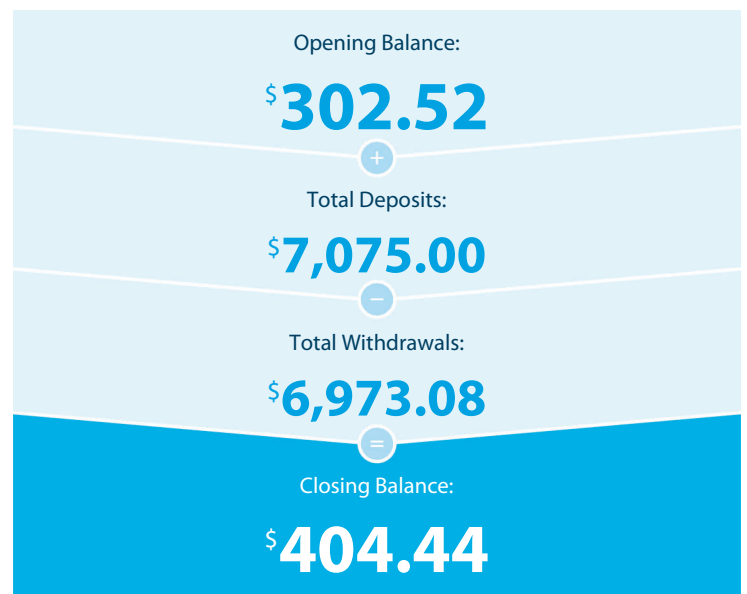 Opening Balance:
$302.52
+
Total Deposits:
$7,075.00
−
Total Withdrawals:
$6,973.08
=
Closing Balance:
$404.44